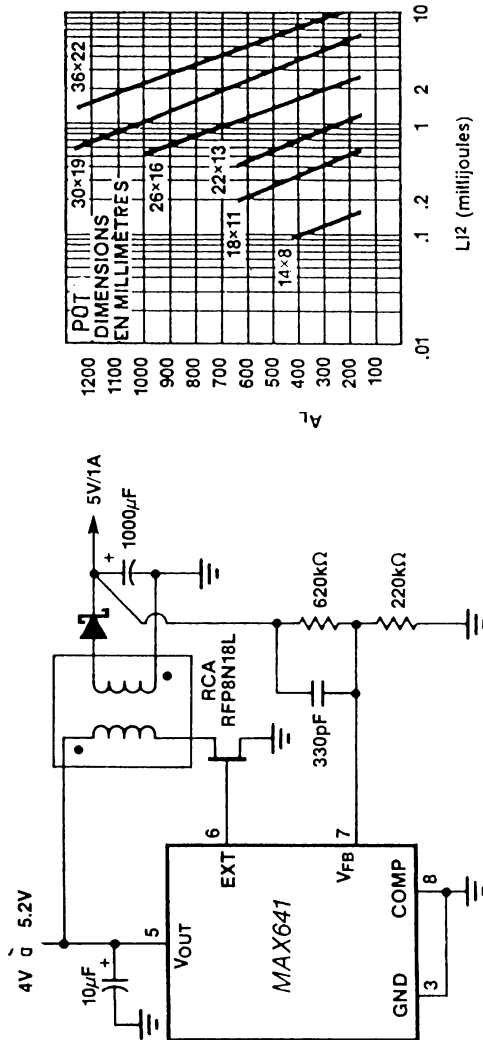 4V à 5.2V
10µF
+
5
VOUT
MAX641
EXT
6
VFB
7
GND
COMP
3
8
RCA
RFP8N18L
5V/1A
+
1000µF
330pF
620kΩ
220kΩ
POT
DIMENSIONS
EN MILLIMÈTRES
36×22
30×19
26×16
22×13
18×11
14×8
AL
1200
1100
1000
900
800
700
600
500
400
300
200
100
.01
.1
.2
1
2
10
LI² (millijoules)